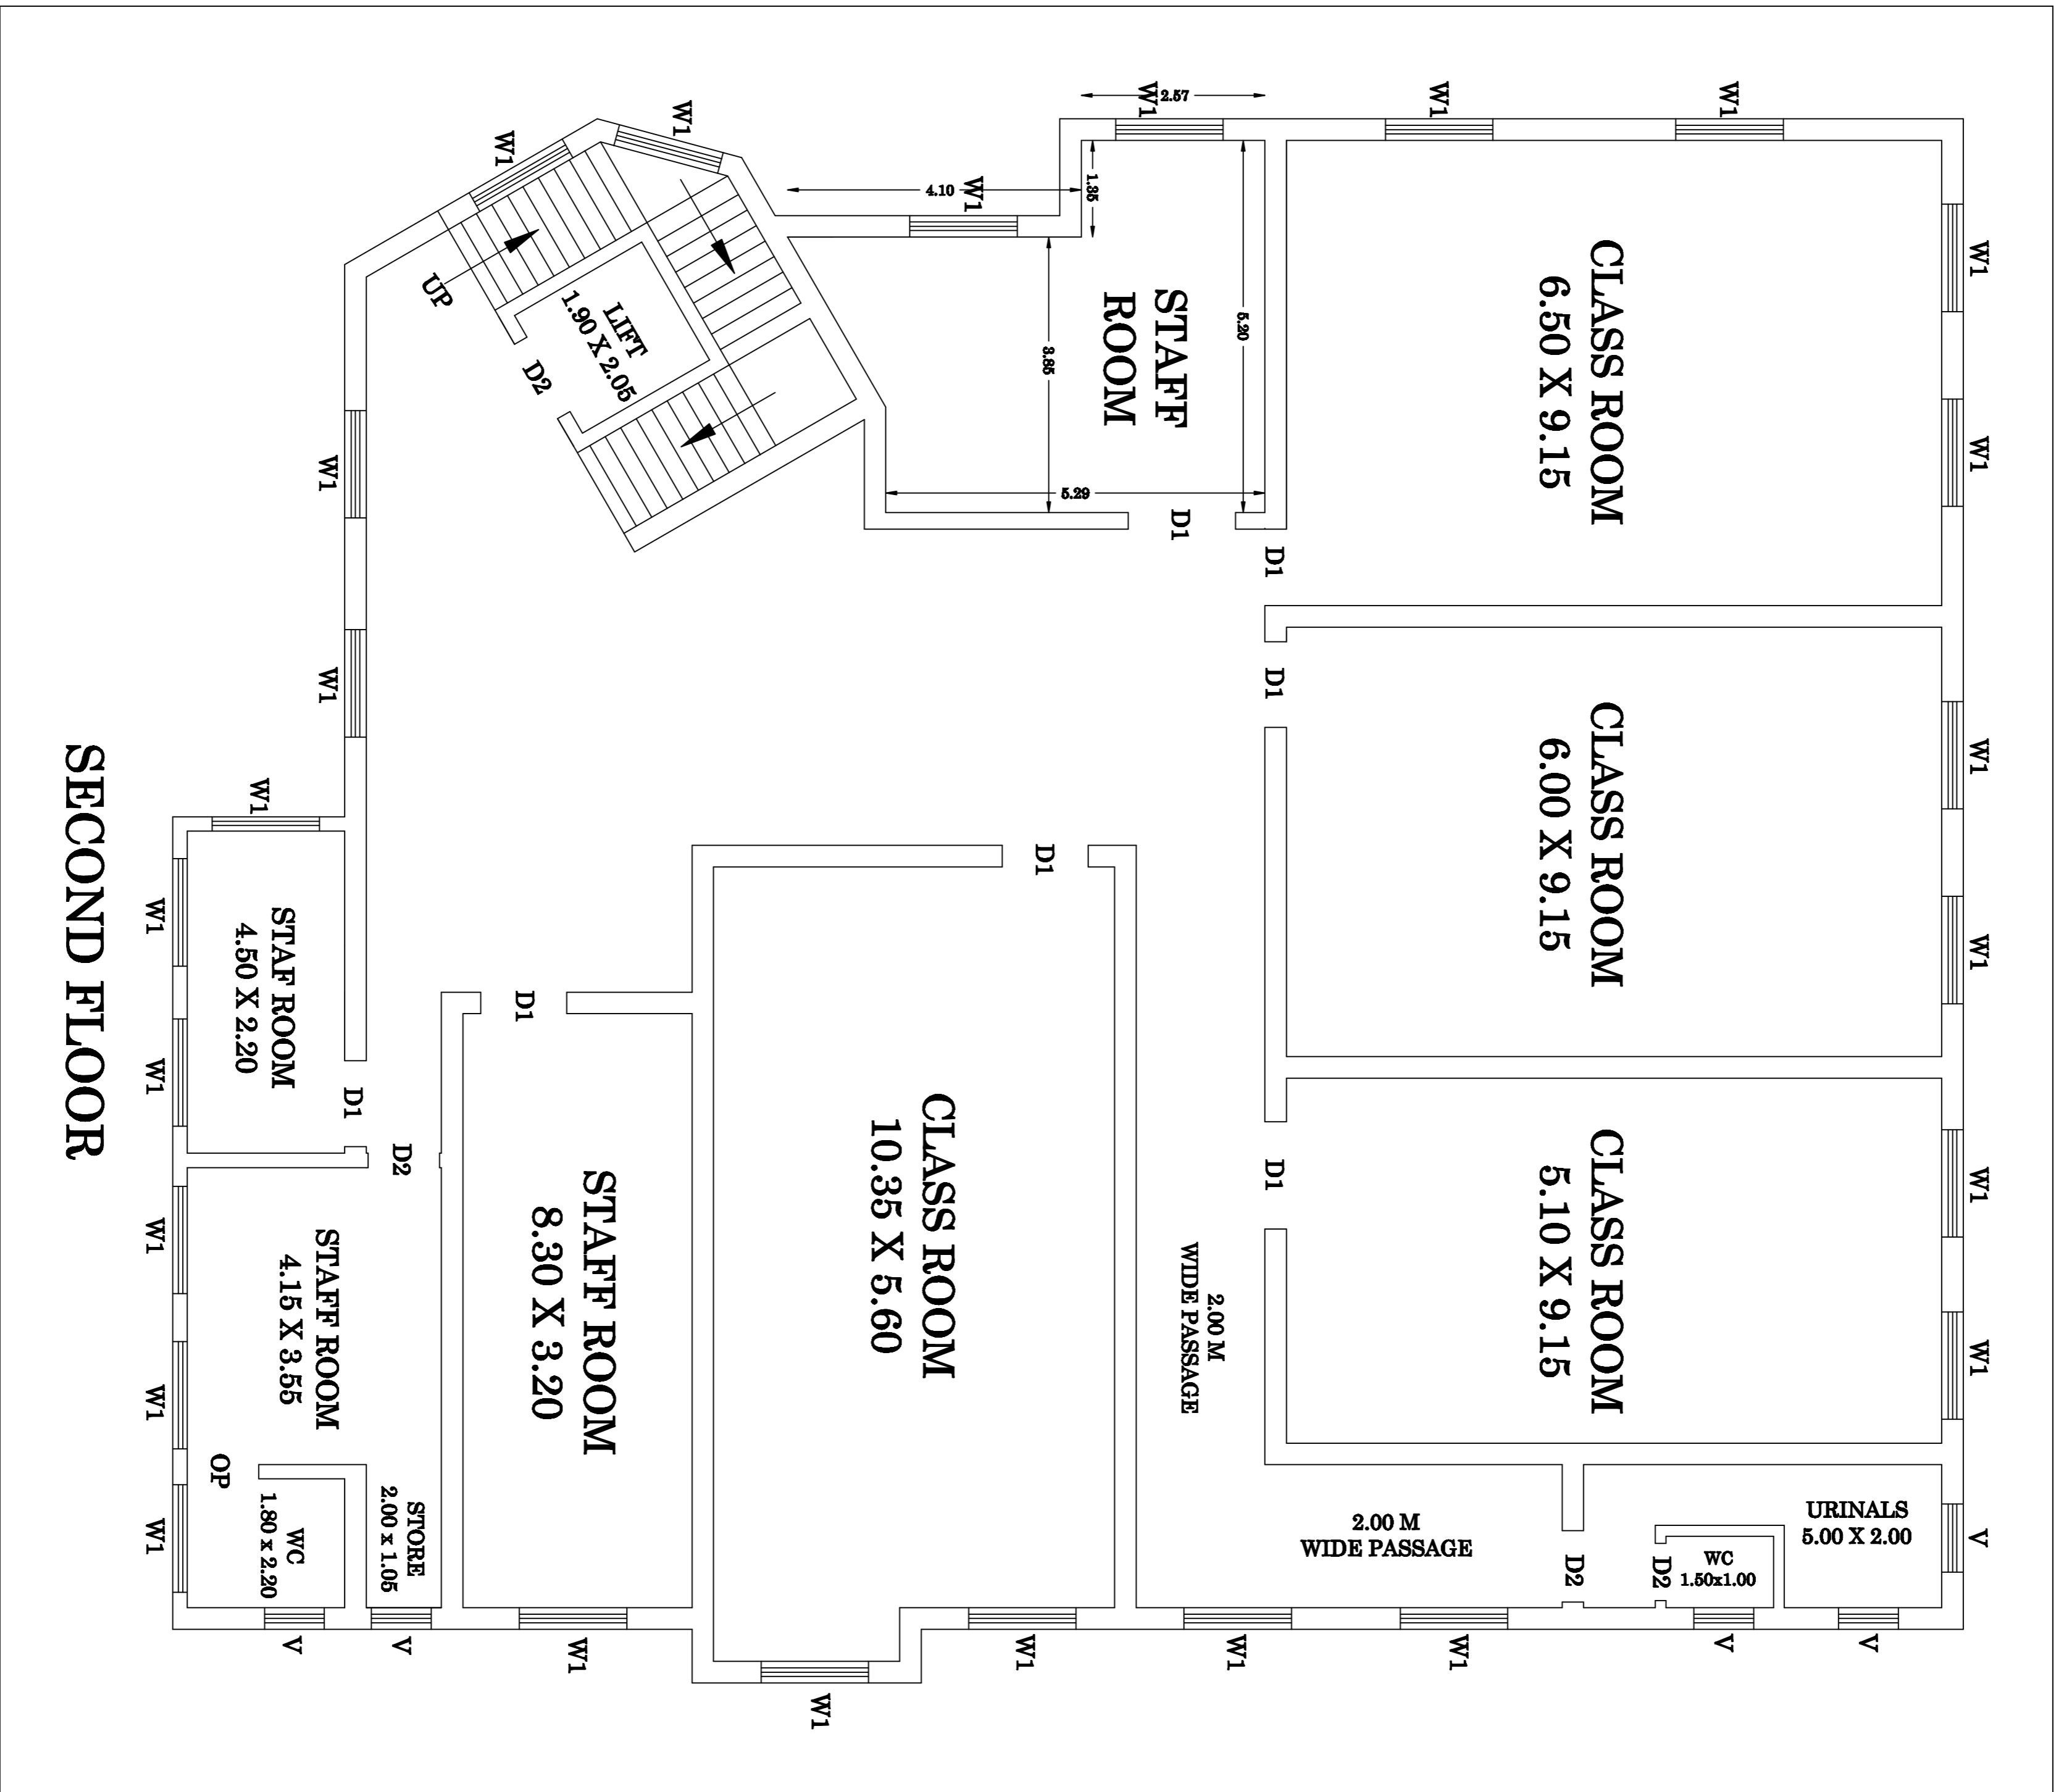 W1
W1
W1
W1
W1
W1
2.57
4.10
1.35
5.20
3.85
5.29
CLASS ROOM
6.50 X 9.15
W1
W1
STAFF
ROOM
D1
D1
UP
LIFT
1.90 X 2.05
D2
W1
W1
CLASS ROOM
6.00 X 9.15
D1
W1
W1
D1
W1
STAF ROOM
4.50 X 2.20
W1
W1
D1
D2
D1
STAFF ROOM
8.30 X 3.20
CLASS ROOM
10.35 X 5.60
2.00 M
WIDE PASSAGE
D1
CLASS ROOM
5.10 X 9.15
W1
W1
STAFF ROOM
4.15 X 3.55
W1
W1
W1
OP
WC
1.80 x 2.20
STORE
2.00 x 1.05
2.00 M
WIDE PASSAGE
URINALS
5.00 X 2.00
WC
1.50x1.00
D2
D2
V
V
V
W1
W1
W1
W1
W1
V
V
SECOND FLOOR